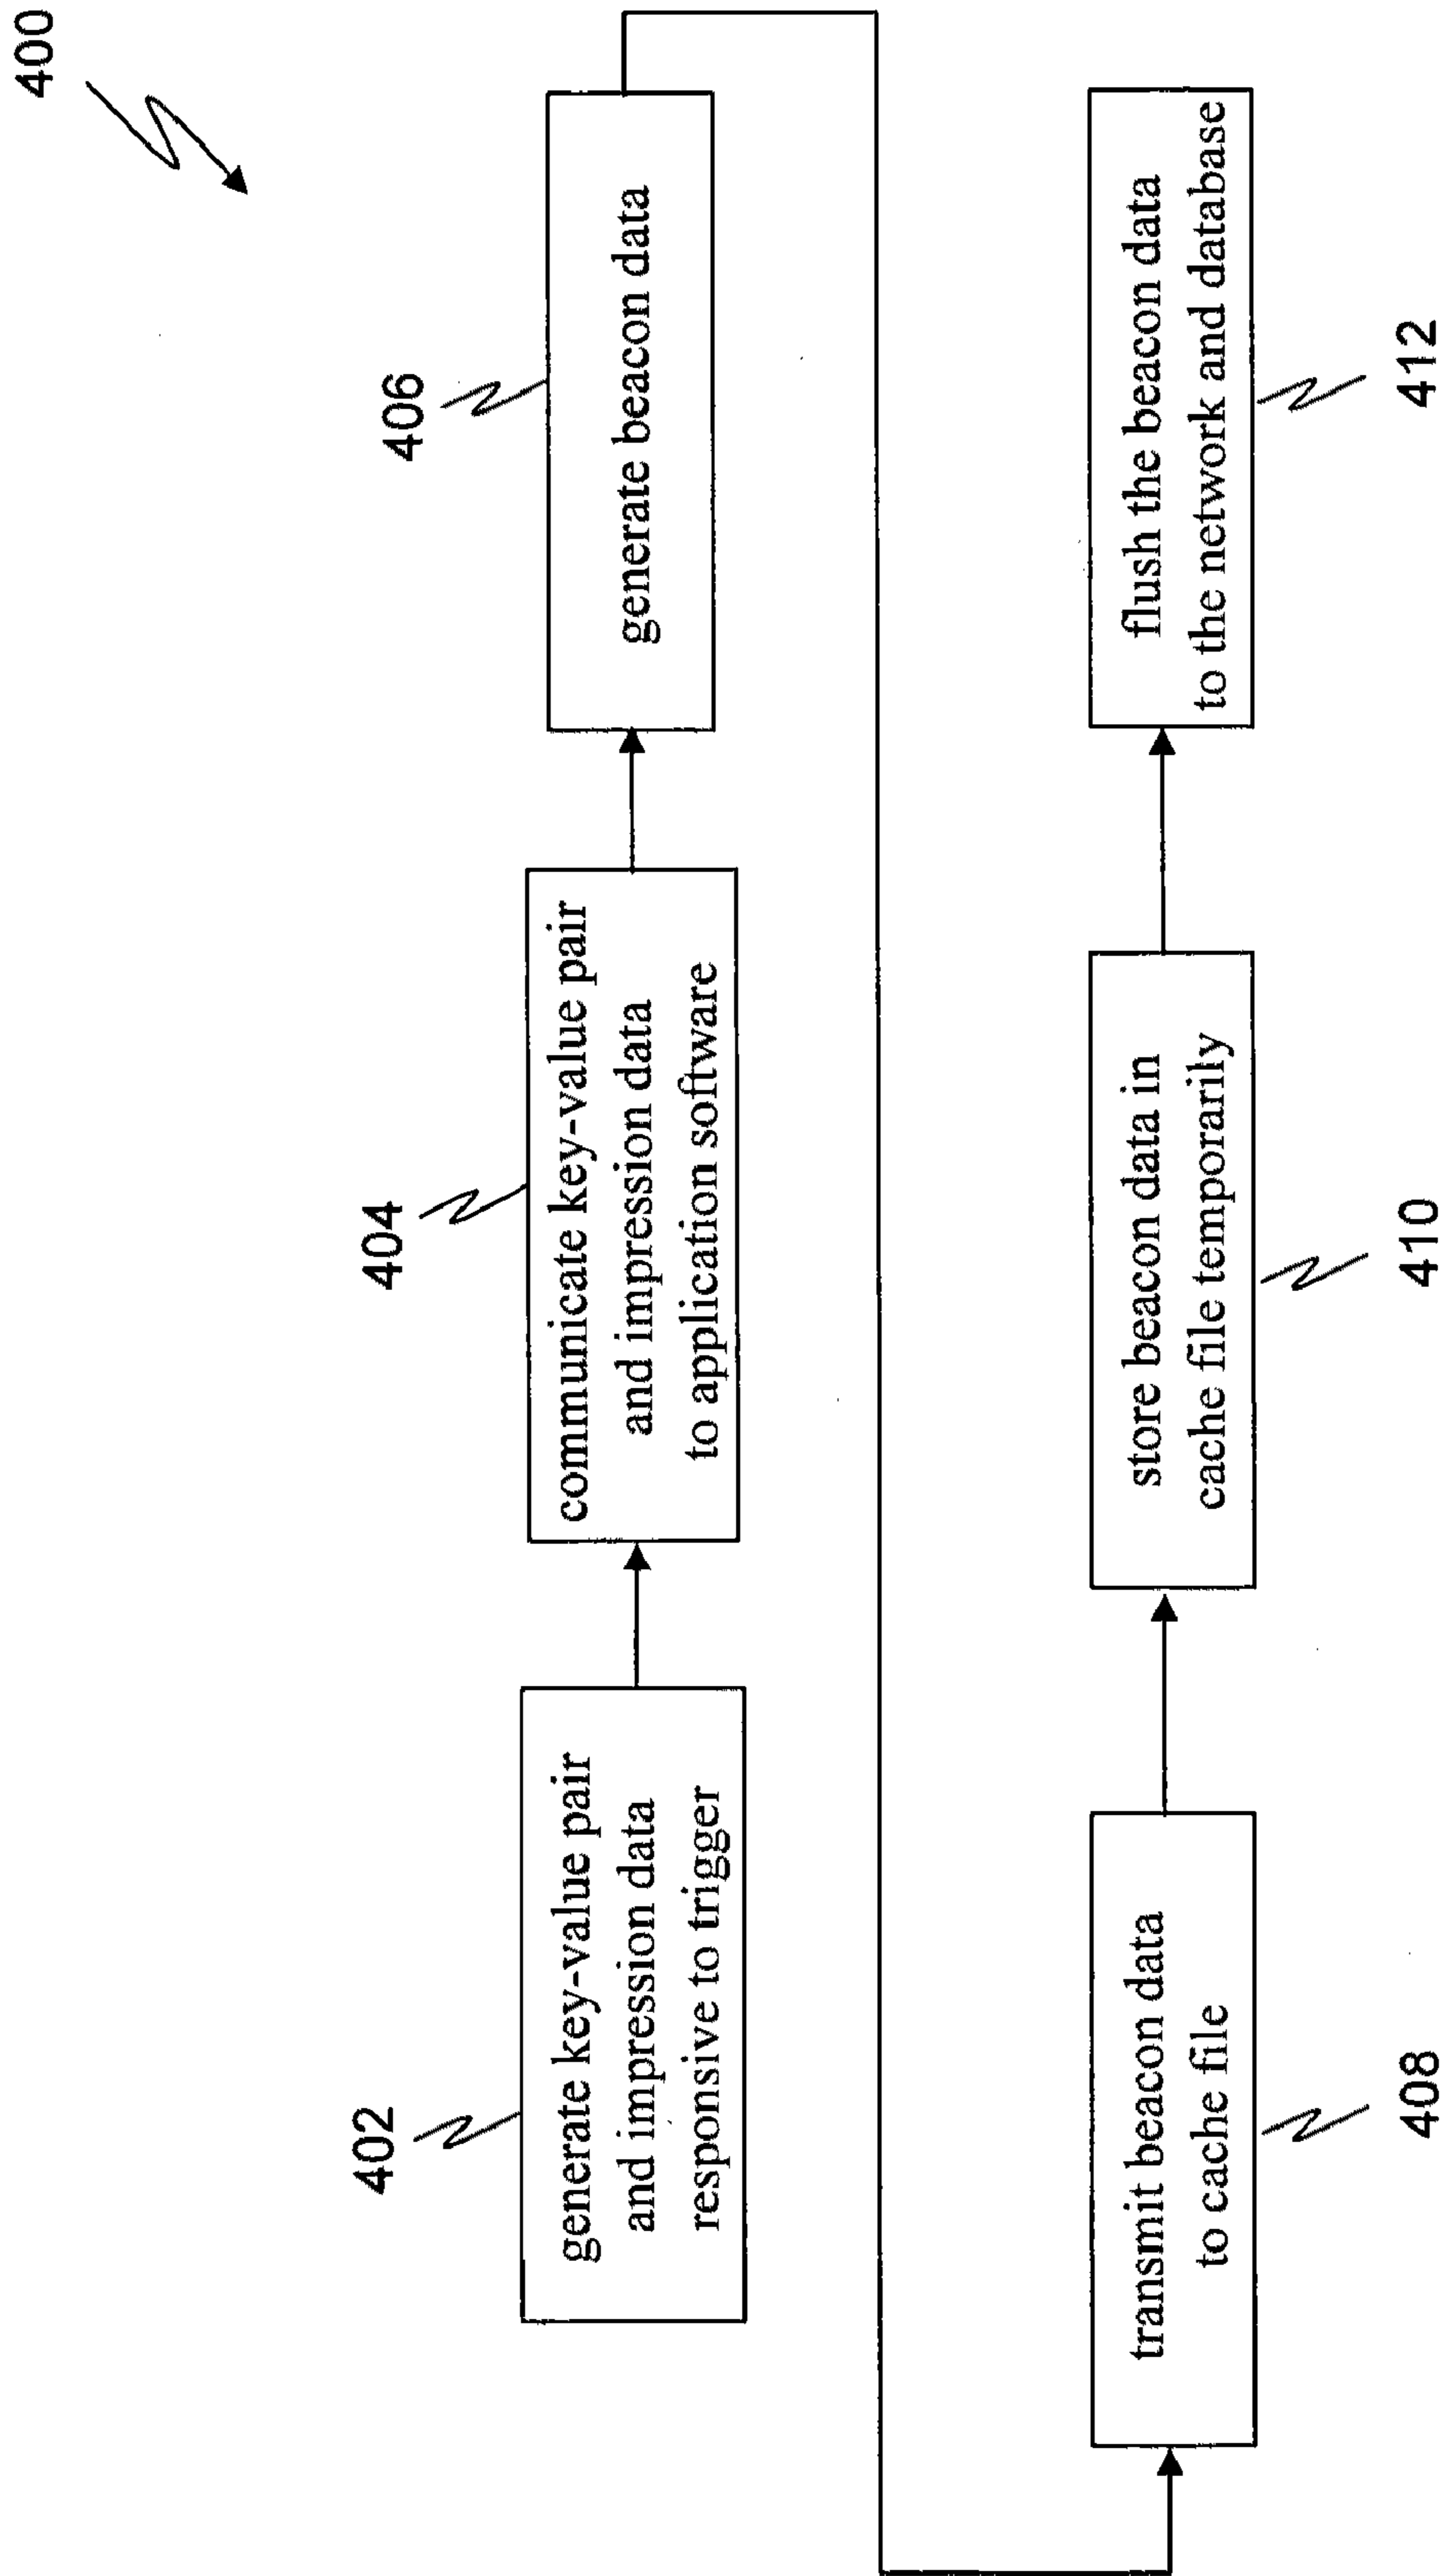 400
402
generate key-value pair
and impression data
responsive to trigger
404
communicate key-value pair
and impression data
to application software
406
generate beacon data
408
transmit beacon data
to cache file
410
store beacon data in
cache file temporarily
412
flush the beacon data
to the network and database